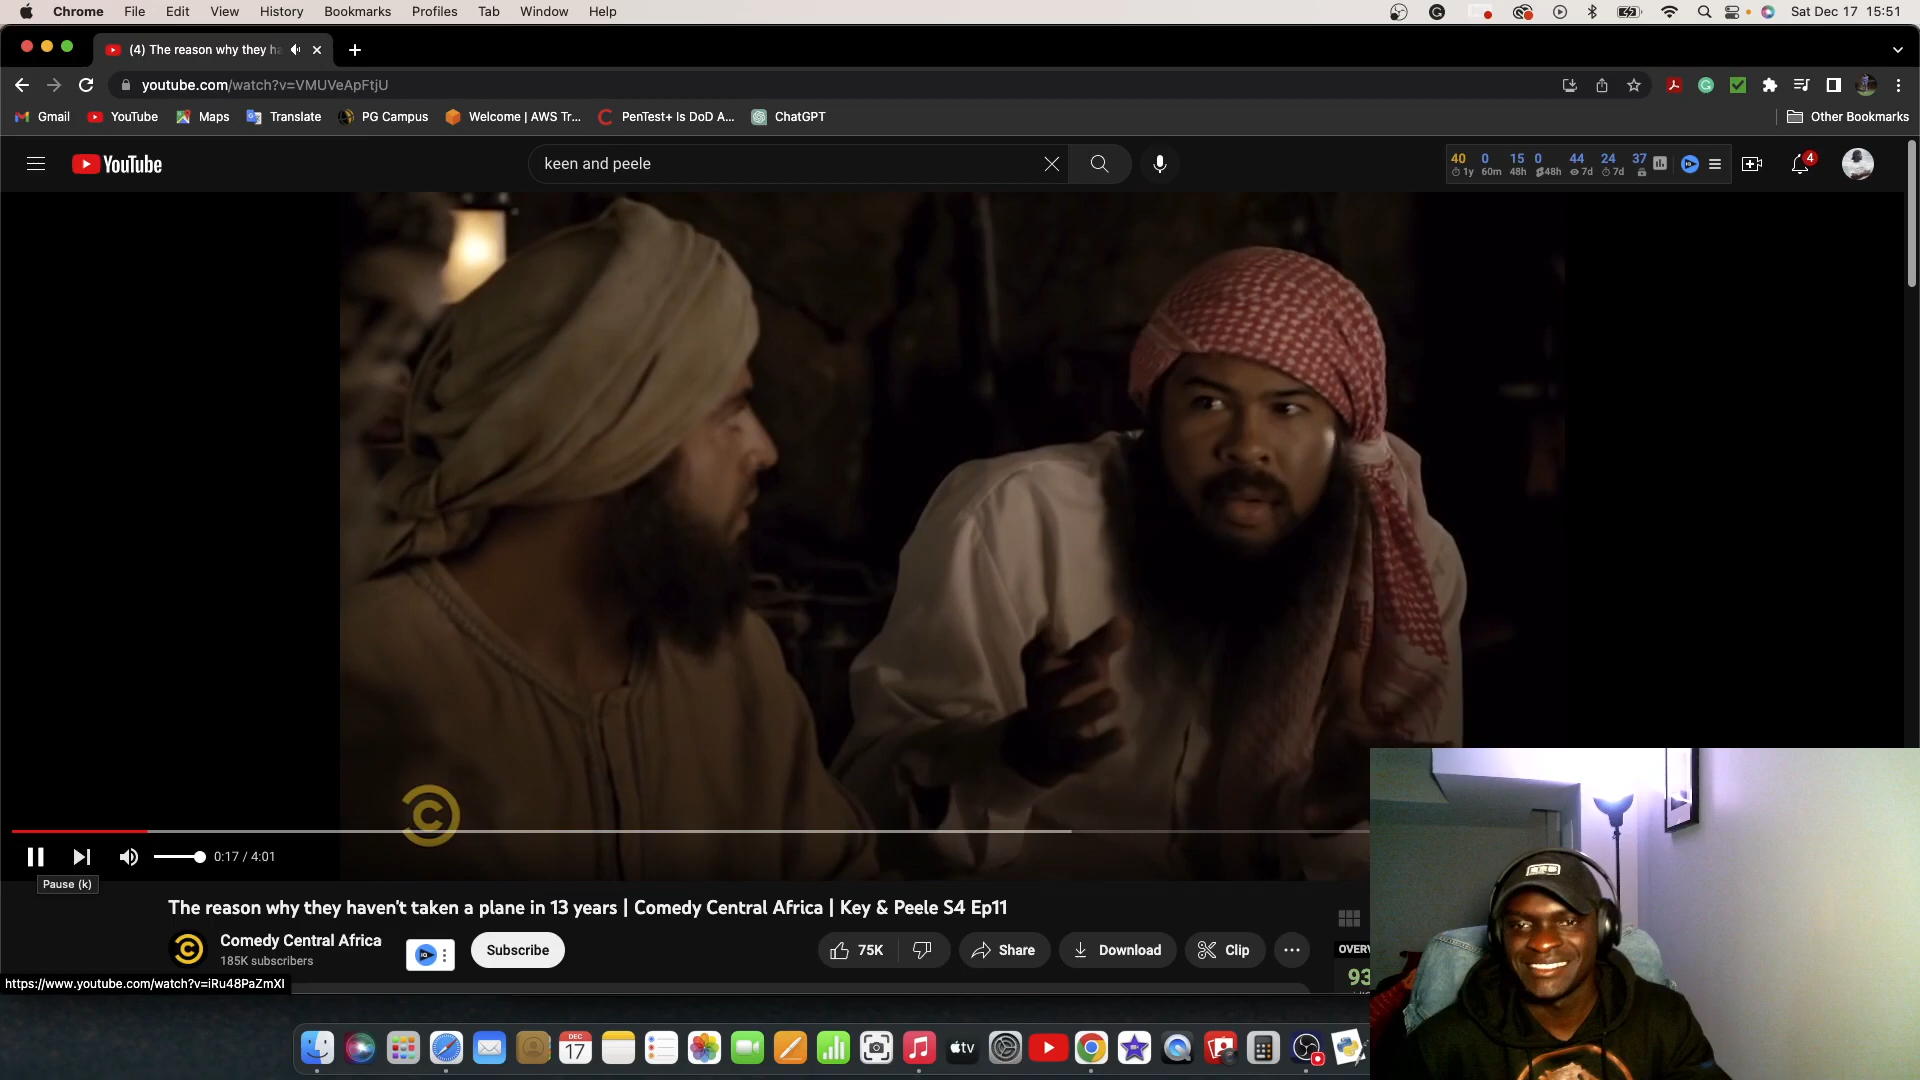 Chrome File Edit View History Bookmarks Profiles Tab Window Help Sat Dec 17 15:51
(4) The reason why they ha
youtube.com/watch?v=VMUVeApFtjU
Gmail YouTube Maps Translate PG Campus Welcome | AWS Tr... PenTest+ Is DoD A... ChatGPT Other Bookmarks
YouTube keen and peele 40 0 15 0 44 24 37 4
1y 60m 48h 48h 7d 7d
0:17 / 4:01
Pause (k)
The reason why they haven't taken a plane in 13 years | Comedy Central Africa | Key & Peele S4 Ep11
Comedy Central Africa Subscribe 75K Share Download Clip ...
185K subscribers
OVERV
93
https://www.youtube.com/watch?v=iRu48PaZmXI
DEC
17
tv